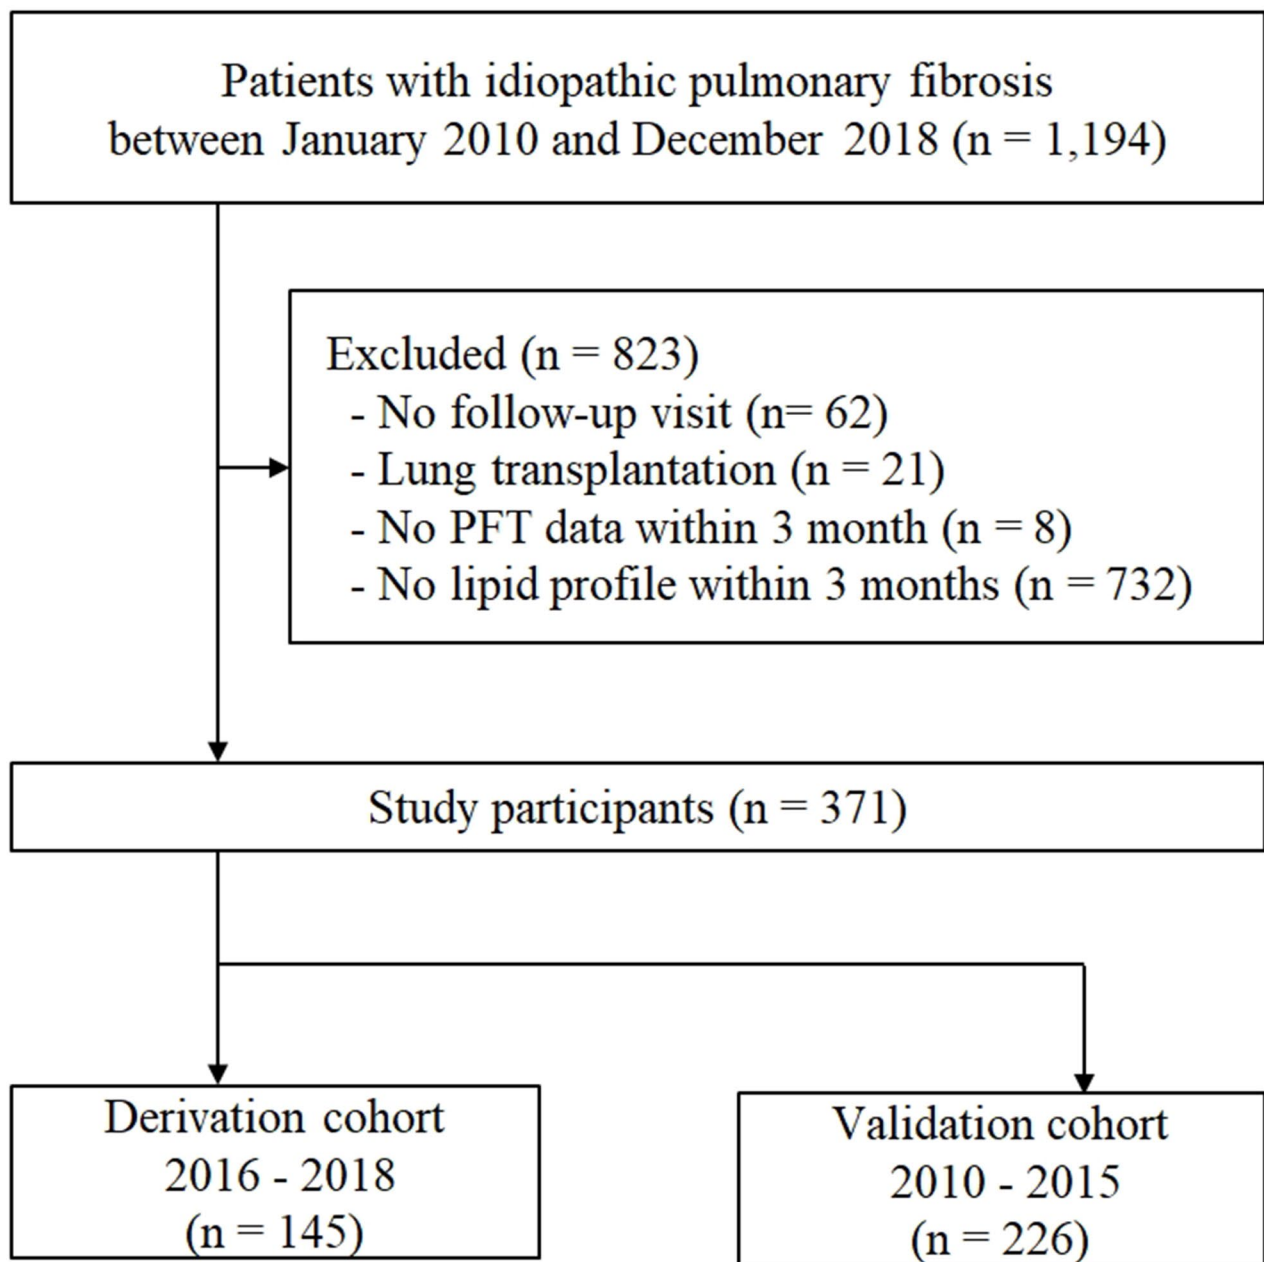 Patients with idiopathic pulmonary fibrosis
between January 2010 and December 2018 (n = 1,194)
Excluded (n = 823)
- No follow-up visit (n= 62)
- Lung transplantation (n = 21)
- No PFT data within 3 month (n = 8)
- No lipid profile within 3 months (n = 732)
Study participants (n = 371)
Derivation cohort
2016 - 2018
(n = 145)
Validation cohort
2010 - 2015
(n = 226)